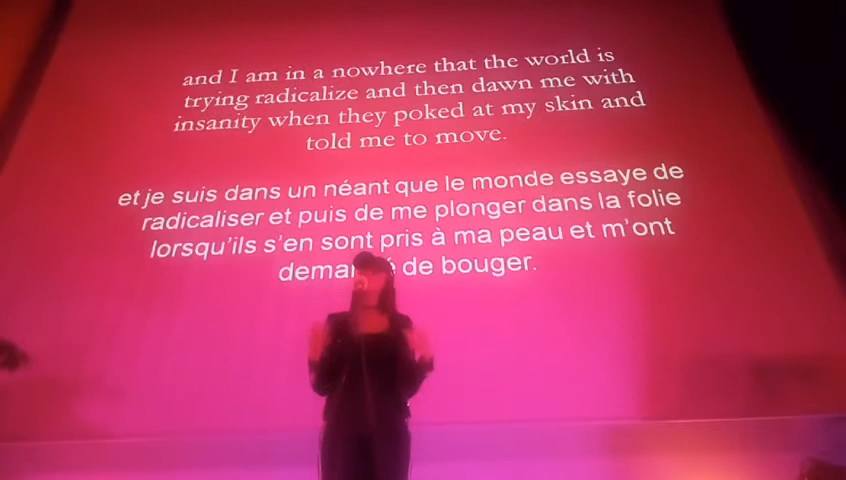 and I am in a nowhere that the world is
trying radicalize and then dawn me with
insanity when they poked at my skin and
told me to move.
et je suis dans un néant que le monde essaye de
radicaliser et puis de me plonger dans la folie
lorsqu'ils s'en sont pris à ma peau et m'ont
de bouger.